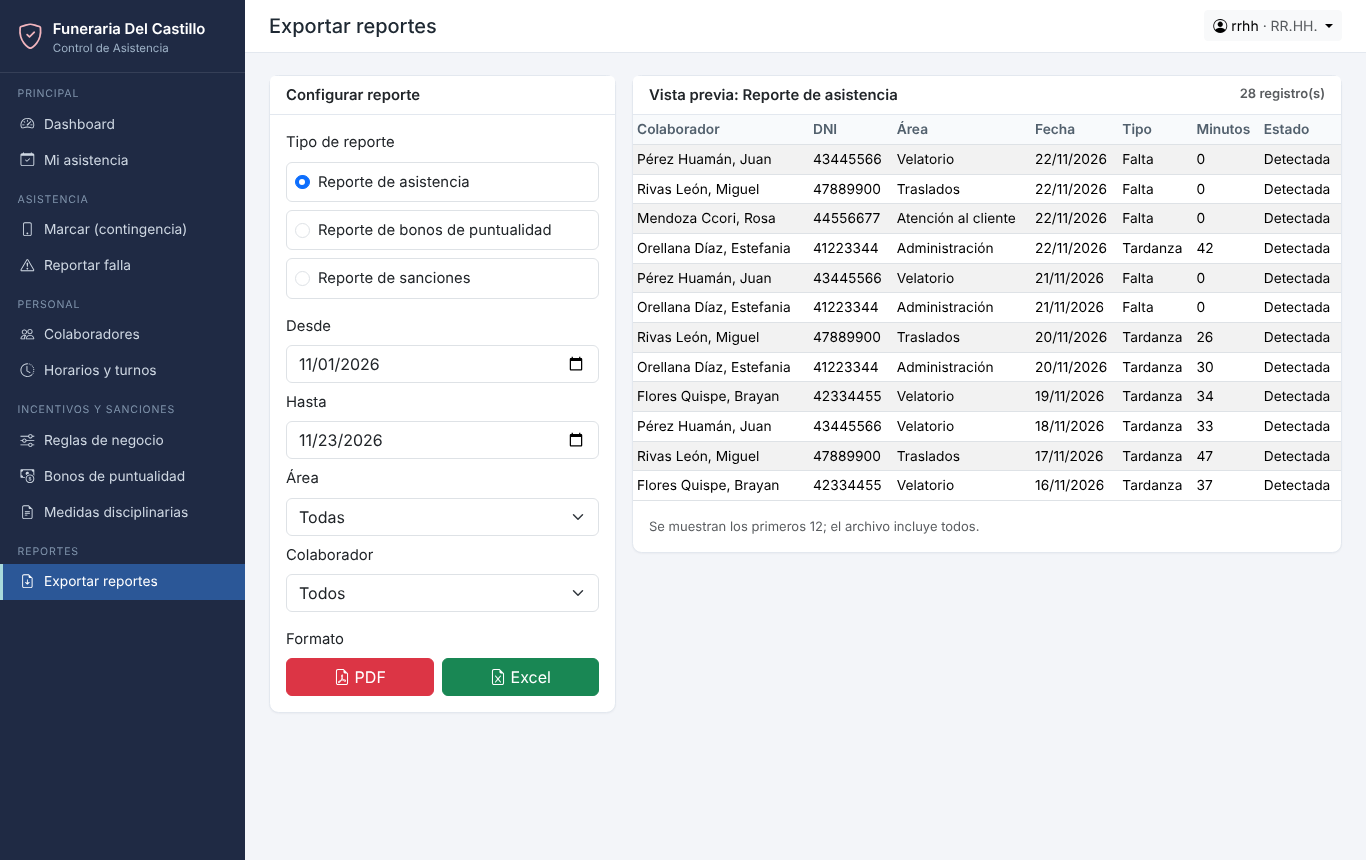 Funeraria Del Castillo
Control de Asistencia
PRINCIPAL
Dashboard
Mi asistencia
ASISTENCIA
Marcar (contingencia)
Reportar falla
PERSONAL
Colaboradores
Horarios y turnos
INCENTIVOS Y SANCIONES
Reglas de negocio
Bonos de puntualidad
Medidas disciplinarias
REPORTES
Exportar reportes
Exportar reportes
rrhh · RR.HH.
Configurar reporte
Tipo de reporte
Reporte de asistencia
Reporte de bonos de puntualidad
Reporte de sanciones
Desde
11/01/2026
Hasta
11/23/2026
Área
Todas
Colaborador
Todos
Formato
PDF Excel
Vista previa: Reporte de asistencia 28 registro(s)
Colaborador DNI Área Fecha Tipo Minutos Estado
Pérez Huamán, Juan 43445566 Velatorio 22/11/2026 Falta 0 Detectada
Rivas León, Miguel 47889900 Traslados 22/11/2026 Falta 0 Detectada
Mendoza Ccori, Rosa 44556677 Atención al cliente 22/11/2026 Falta 0 Detectada
Orellana Díaz, Estefania 41223344 Administración 22/11/2026 Tardanza 42 Detectada
Pérez Huamán, Juan 43445566 Velatorio 21/11/2026 Falta 0 Detectada
Orellana Díaz, Estefania 41223344 Administración 21/11/2026 Falta 0 Detectada
Rivas León, Miguel 47889900 Traslados 20/11/2026 Tardanza 26 Detectada
Orellana Díaz, Estefania 41223344 Administración 20/11/2026 Tardanza 30 Detectada
Flores Quispe, Brayan 42334455 Velatorio 19/11/2026 Tardanza 34 Detectada
Pérez Huamán, Juan 43445566 Velatorio 18/11/2026 Tardanza 33 Detectada
Rivas León, Miguel 47889900 Traslados 17/11/2026 Tardanza 47 Detectada
Flores Quispe, Brayan 42334455 Velatorio 16/11/2026 Tardanza 37 Detectada
Se muestran los primeros 12; el archivo incluye todos.